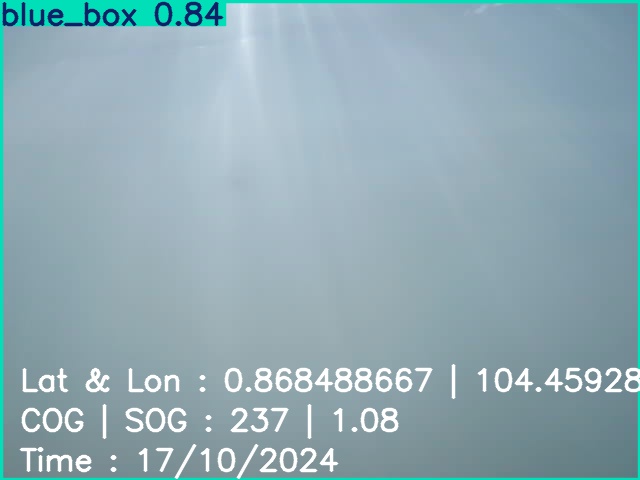 blue_box 0.84
Lat & Lon : 0.868488667 | 104.45928
COG | SOG : 237 | 1.08
Time : 17/10/2024